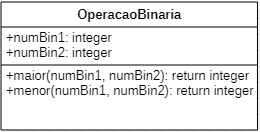 OperacaoBinaria
+numBin1: integer
+numBin2: integer
+maior(numBin1, numBin2): return integer
+menor(numBin1, numBin2): return integer